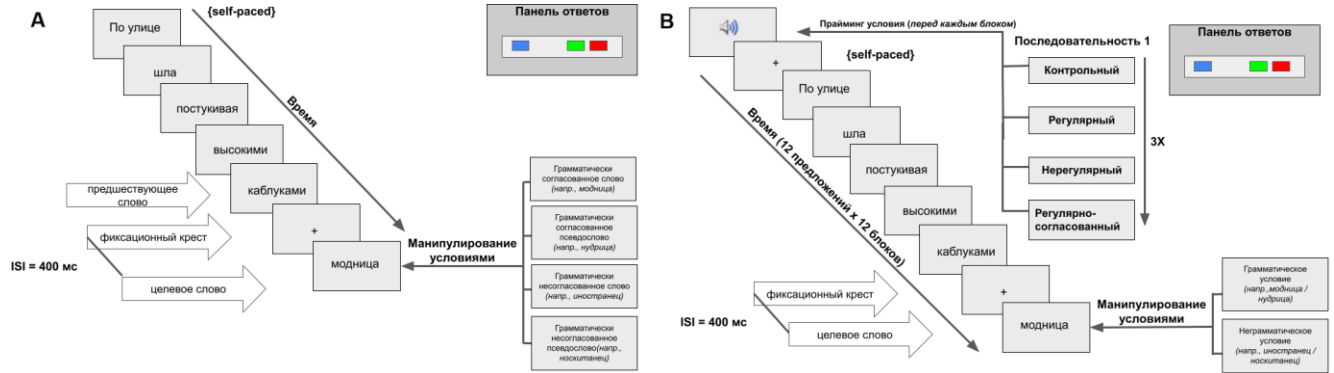 A
{self-paced}
По улице
шла
постукивая
высокими
каблуками
+
модница
Время
Панель ответов
предшествующее
слово
фиксационный крест
целевое слово
ISI = 400 мс
Манипулирование
условиями
Грамматически
согласованное слово
(напр., модница)
Грамматически
согласованное
псевдослово
(напр., нудрица)
Грамматически
несогласованное слово
(напр., иностранец)
Грамматически
несогласованное
псевдослово(напр.,
носкитанец)
B
Прайминг условия (перед каждым блоком)
{self-paced}
+
По улице
шла
постукивая
высокими
каблуками
+
модница
Время (12 предложений x 12 блоков)
Последовательность 1
Контрольный
Регулярный
Нерегулярный
Регулярно-
согласованный
3X
Панель ответов
фиксационный крест
целевое слово
ISI = 400 мс
Манипулирование
условиями
Грамматическое
условие
(напр.,модница /
нудрица)
Неграмматическое
условие
(напр., иностранец /
носкитанец)